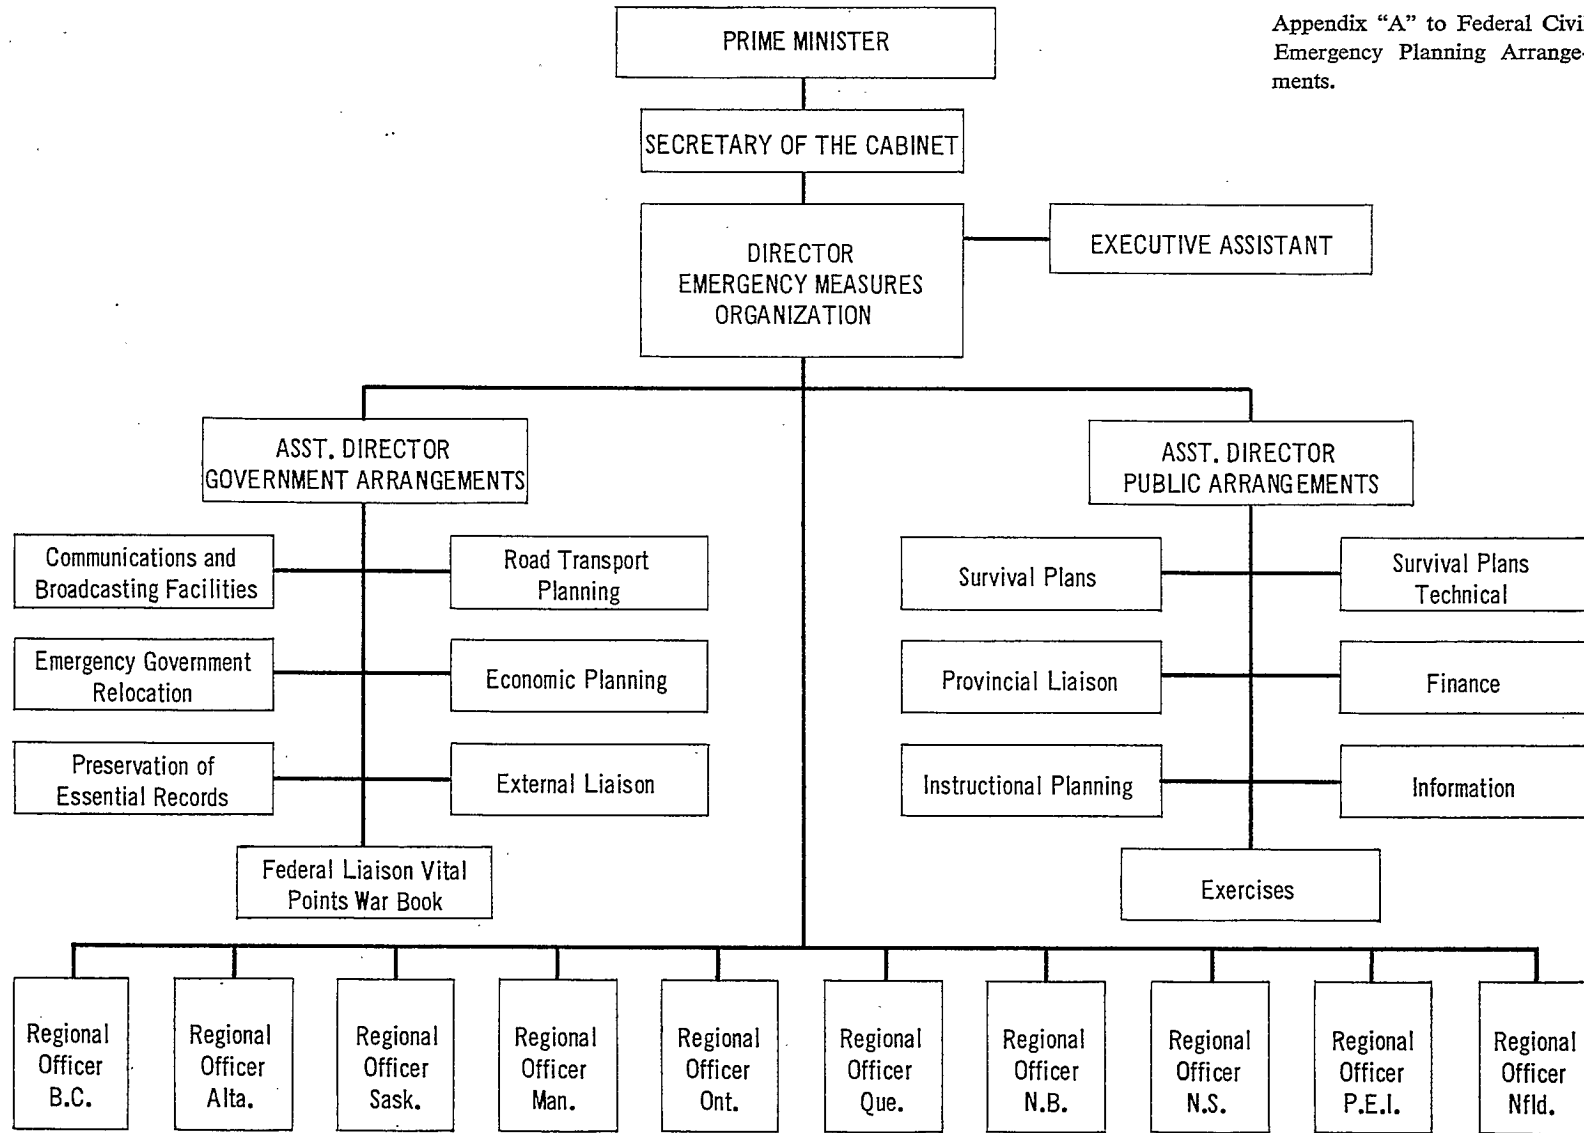 Appendix “A” to Federal Civil
Emergency Planning Arrange-
ments.
PRIME MINISTER
SECRETARY OF THE CABINET
DIRECTOR
EMERGENCY MEASURES
ORGANIZATION
EXECUTIVE ASSISTANT
ASST. DIRECTOR
GOVERNMENT ARRANGEMENTS
Communications and
Broadcasting Facilities
Road Transport
Planning
Emergency Government
Relocation
Economic Planning
Preservation of
Essential Records
External Liaison
Federal Liaison Vital
Points War Book
ASST. DIRECTOR
PUBLIC ARRANGEMENTS
Survival Plans
Survival Plans
Technical
Provincial Liaison
Finance
Instructional Planning
Information
Exercises
Regional
Officer
B.C.
Regional
Officer
Alta.
Regional
Officer
Sask.
Regional
Officer
Man.
Regional
Officer
Ont.
Regional
Officer
Que.
Regional
Officer
N.B.
Regional
Officer
N.S.
Regional
Officer
P.E.I.
Regional
Officer
Nfld.